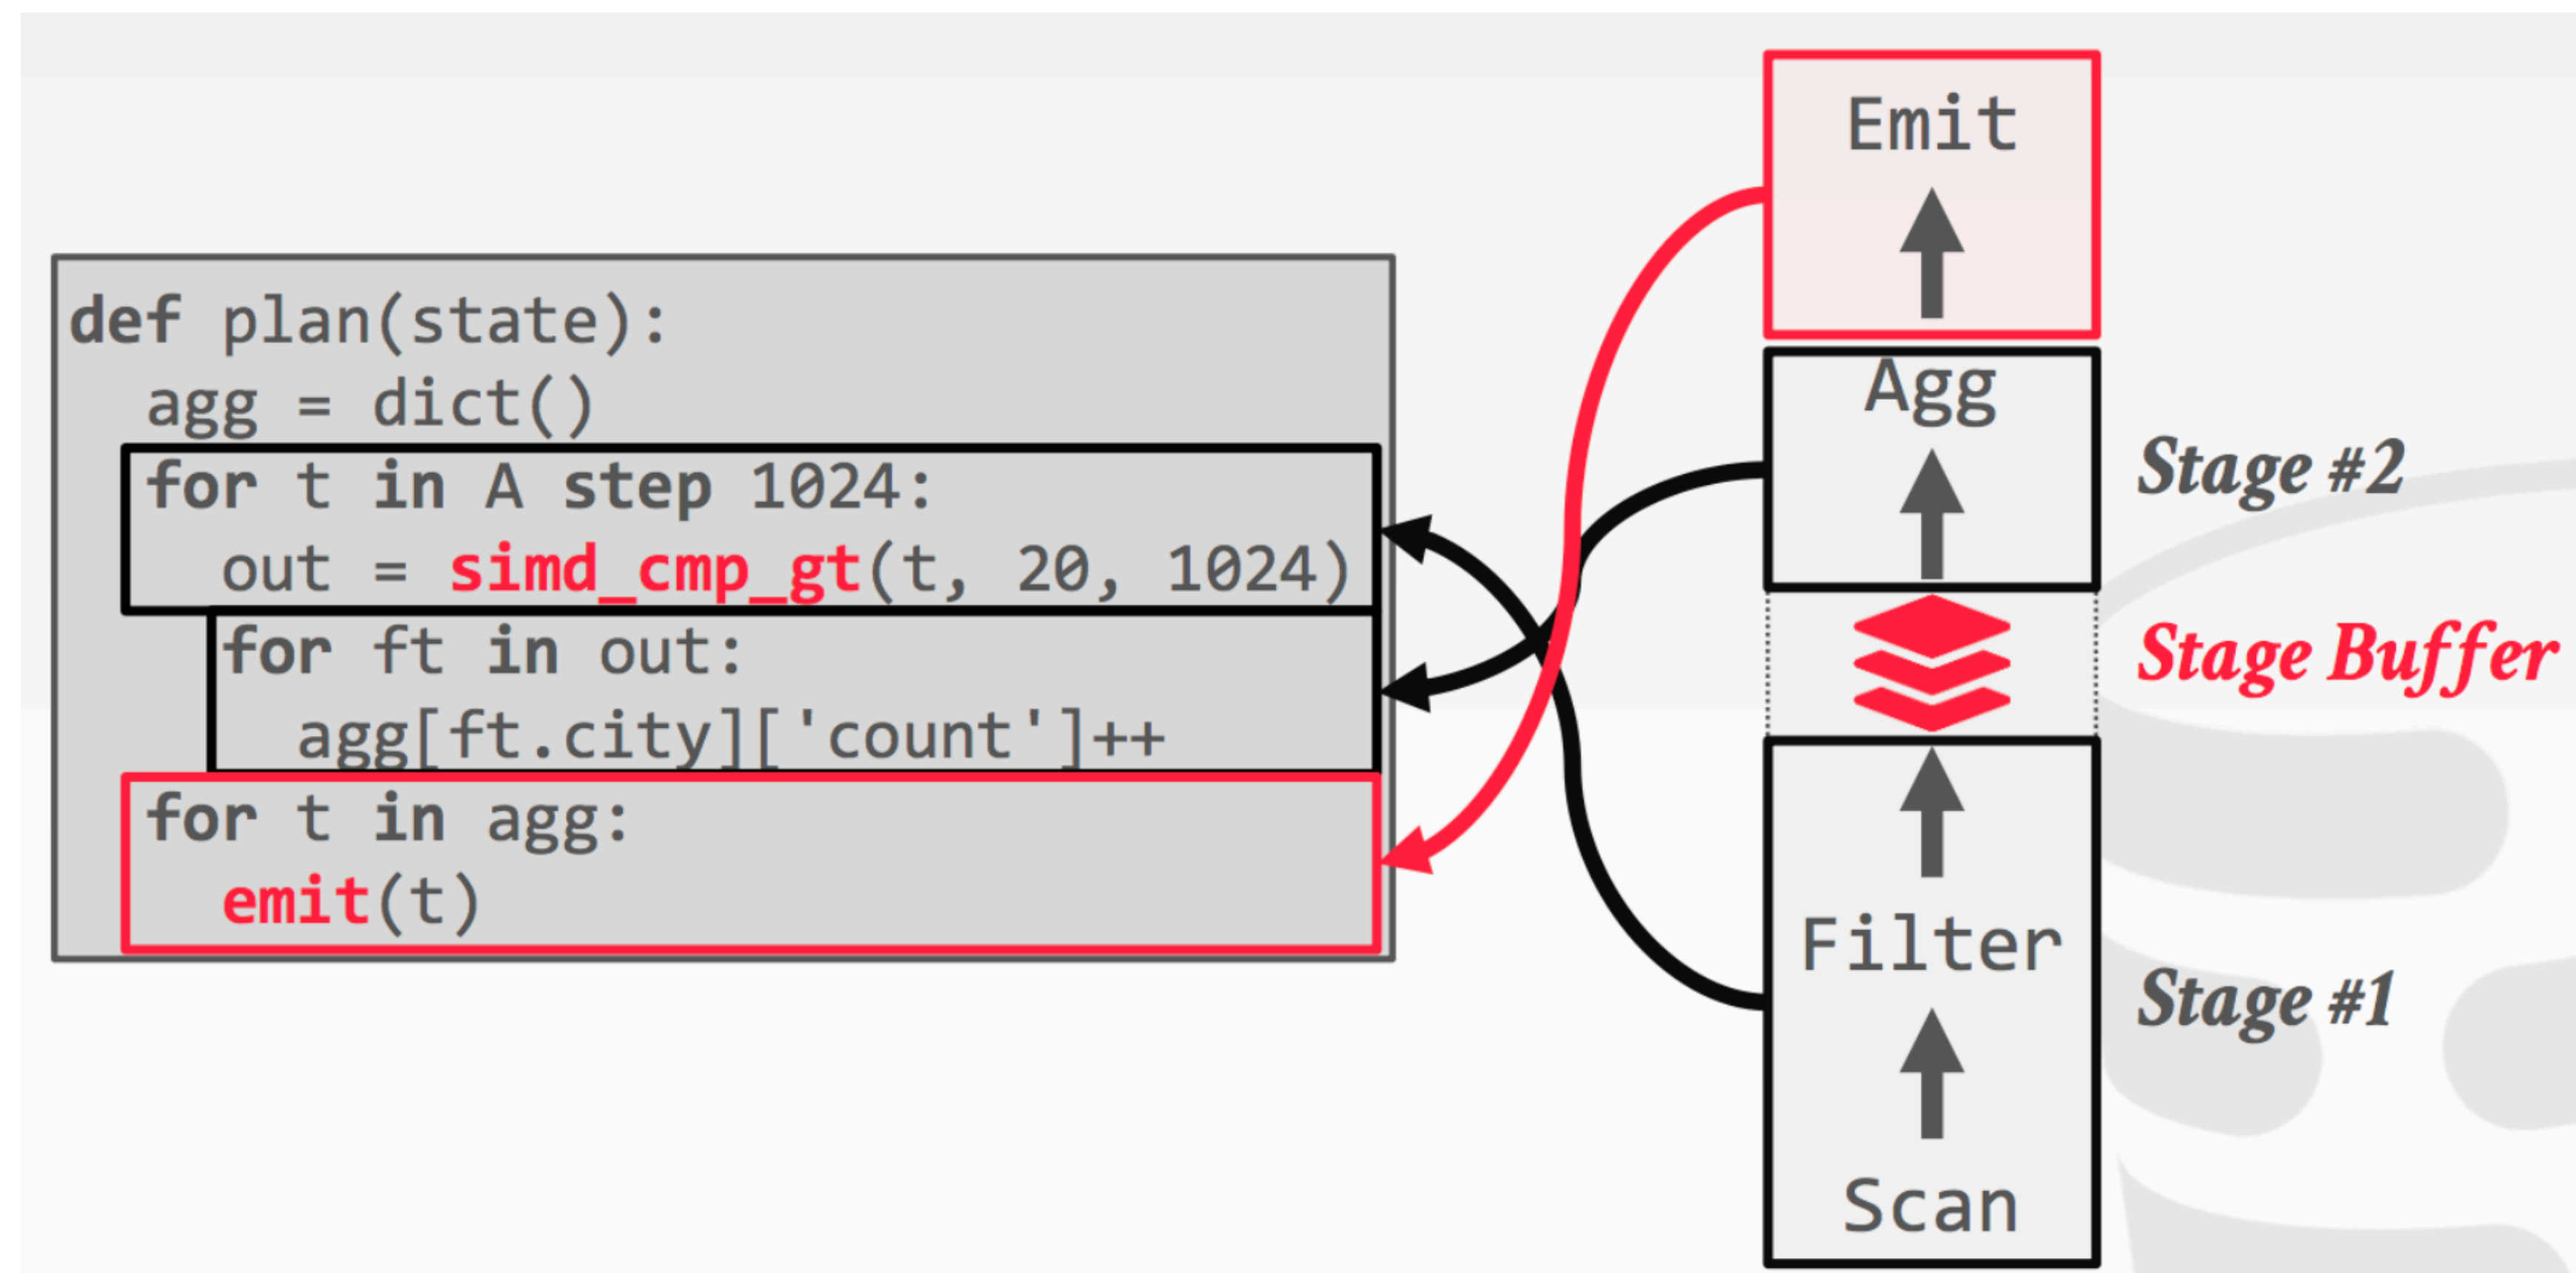 def plan(state):
agg = dict()
for t in A step 1024:
out = simd_cmp_gt(t, 20, 1024)
for ft in out:
agg[ft.city]['count']++
for t in agg:
emit(t)
Emit
Agg
Stage #2
Stage Buffer
Filter
Stage #1
Scan